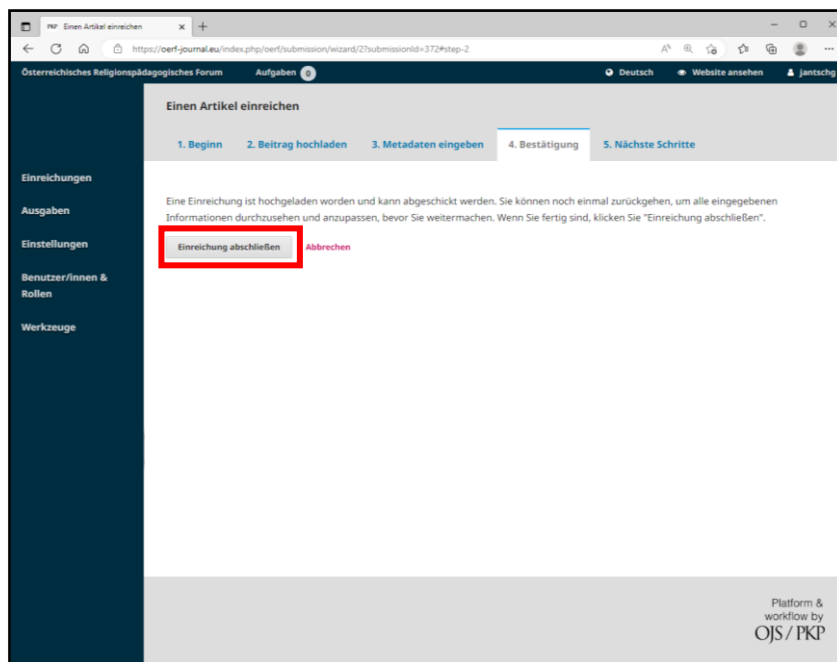 PKP Einen Artikel einreichen
https://oerf-journal.eu/index.php/oerf/submission/wizard/2?submissionId=372#step-2
Österreichisches Religionspädagogisches Forum Aufgaben 0 Deutsch Website ansehen jantschg
Einen Artikel einreichen
1. Beginn 2. Beitrag hochladen 3. Metadaten eingeben 4. Bestätigung 5. Nächste Schritte
Einreichungen
Ausgaben
Einstellungen
Benutzer/innen &
Rollen
Werkzeuge
Eine Einreichung ist hochgeladen worden und kann abgeschickt werden. Sie können noch einmal zurückgehen, um alle eingegebenen
Informationen durchzusehen und anzupassen, bevor Sie weitermachen. Wenn Sie fertig sind, klicken Sie "Einreichung abschließen".
Einreichung abschließen Abbrechen
Platform &
workflow by
OJS / PKP